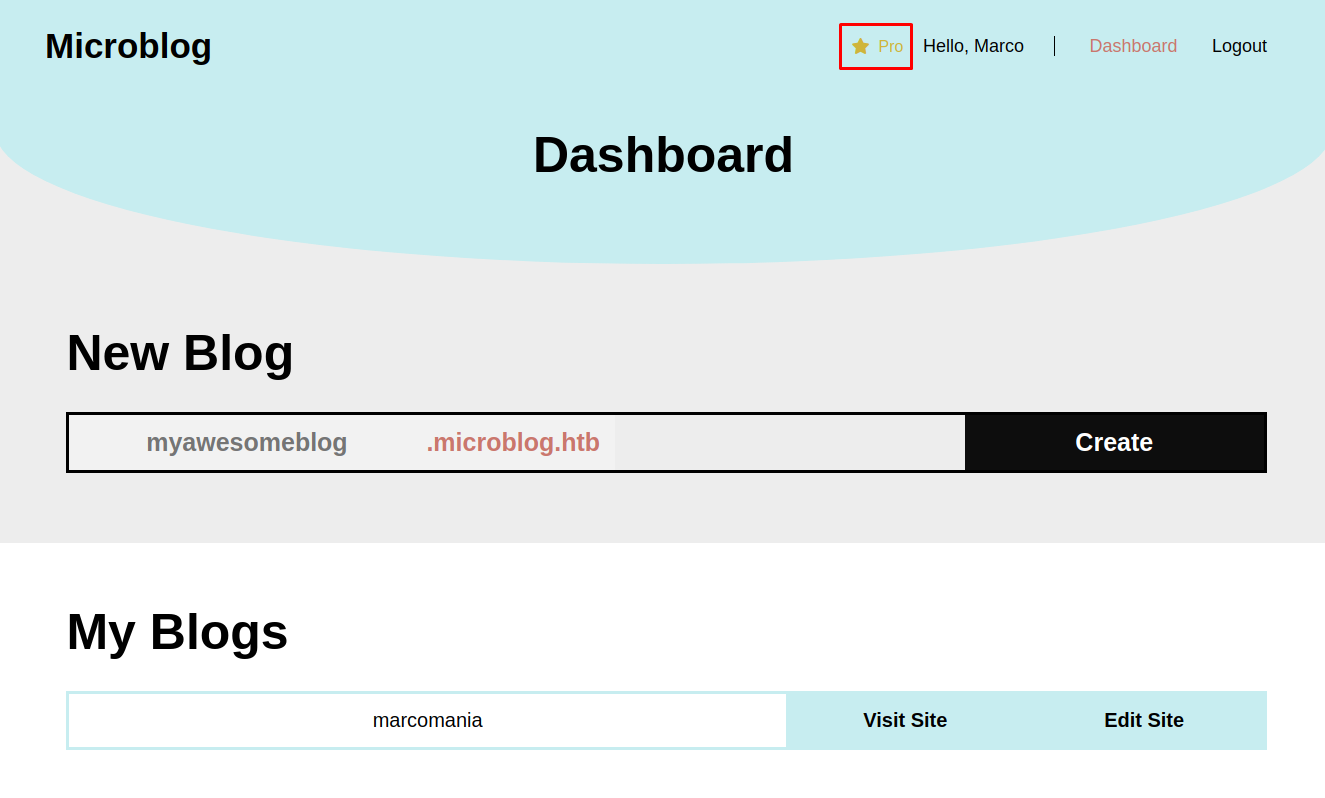 Microblog
Pro Hello, Marco Dashboard Logout
Dashboard
New Blog
myawesomeblog .microblog.htb Create
My Blogs
marcomania Visit Site Edit Site